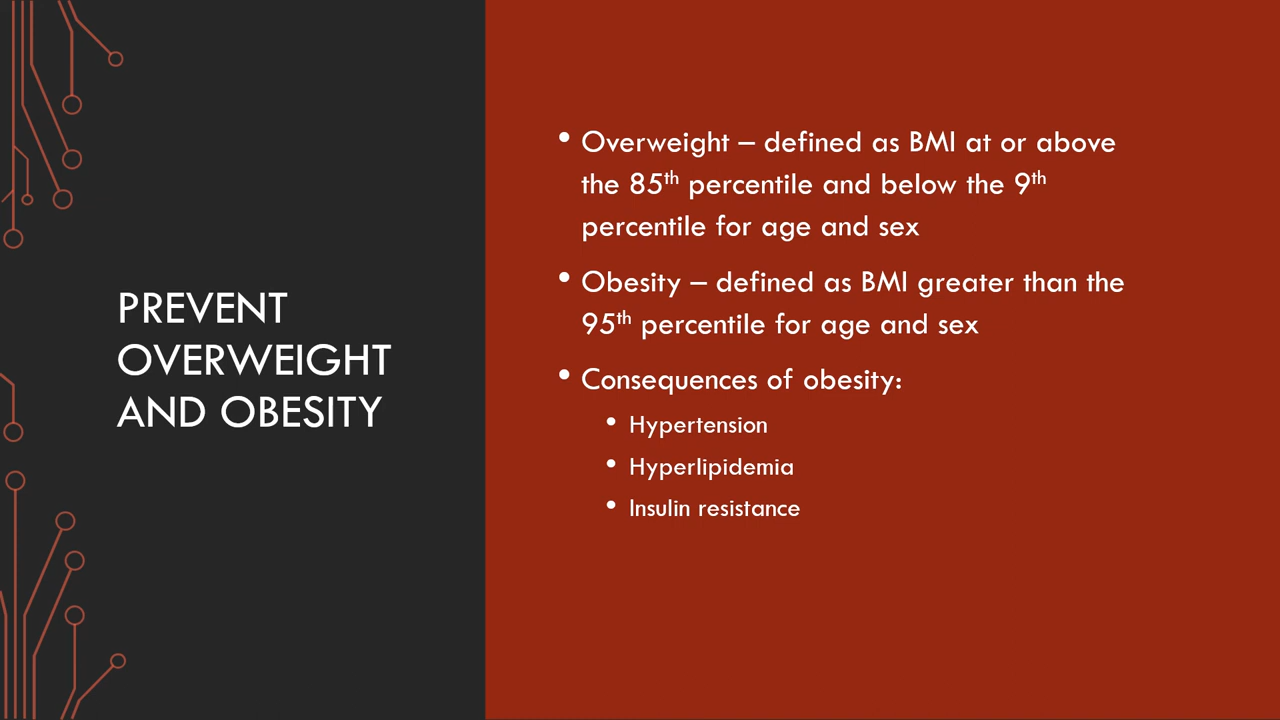 PREVENT
OVERWEIGHT
AND OBESITY
• Overweight – defined as BMI at or above
the 85th percentile and below the 9th
percentile for age and sex
• Obesity – defined as BMI greater than the
95th percentile for age and sex
• Consequences of obesity:
• Hypertension
• Hyperlipidemia
• Insulin resistance